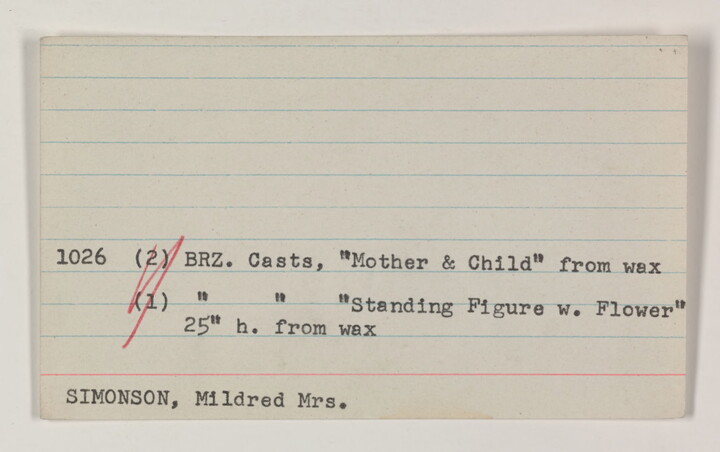 1026 (2) BRZ. Casts, "Mother & Child" from wax
(1) " " "Standing Figure w. Flower"
25" h. from wax
SIMONSON, Mildred Mrs.